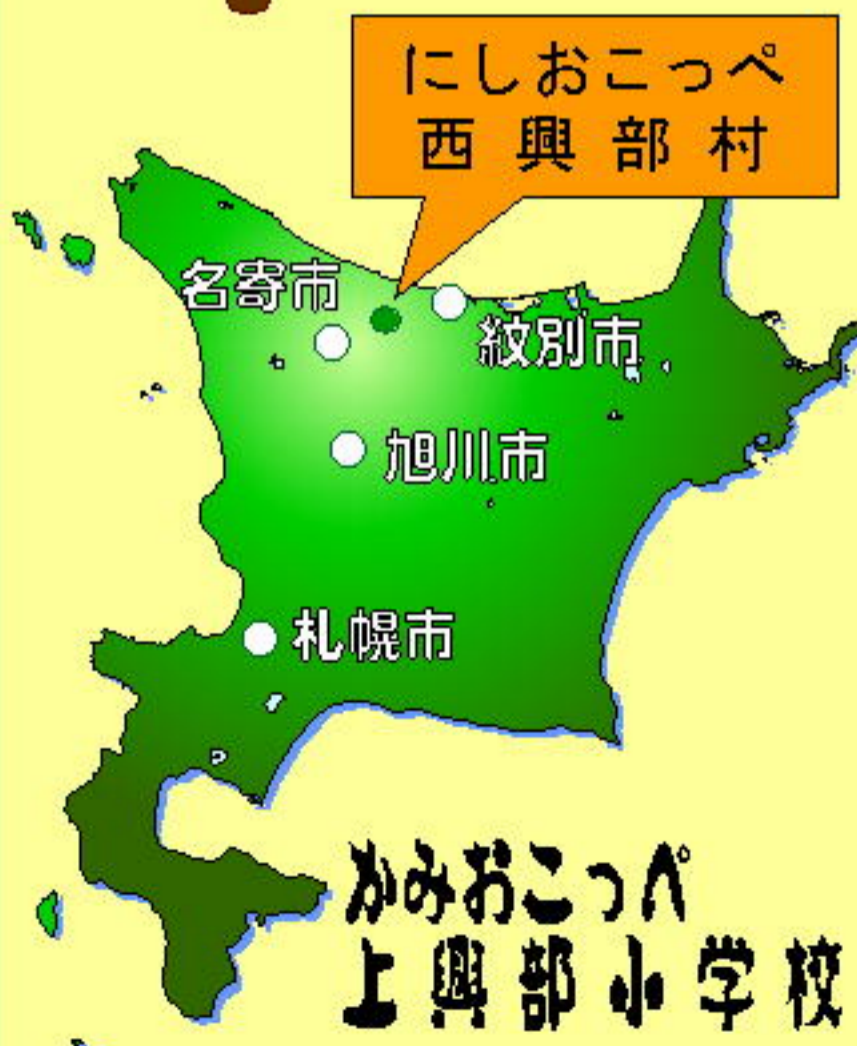 にしおこっぺ
西興部村
名寄市
紋別市
旭川市
札幌市
かみおこっぺ
上興部小学校